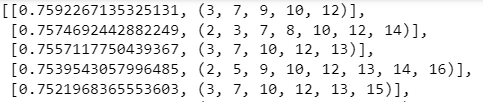 [[0.7592267135325131, (3, 7, 9, 10, 12)],
[0.7574692442882249, (2, 3, 7, 8, 10, 12, 14)],
[0.7557117750439367, (3, 7, 10, 12, 13)],
[0.7539543057996485, (2, 5, 9, 10, 12, 13, 14, 16)],
[0.7521968365553603, (3, 7, 10, 12, 13, 15)],